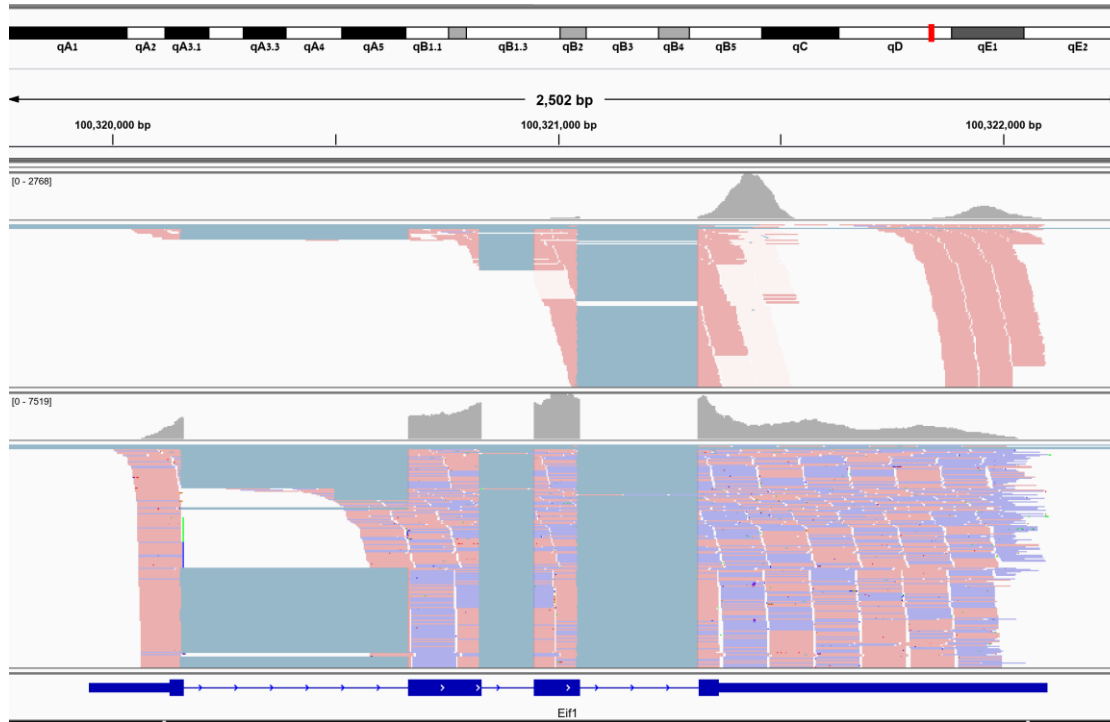 qA1 qA2 qA3.1 qA3.3 qA4 qA5 qB1.1 qB1.3 qB2 qB3 qB4 qB5 qC qD qE1 qE2
2,502 bp
100,320,000 bp 100,321,000 bp 100,322,000 bp
[0 - 2768]
[0 - 7519]
Eif1